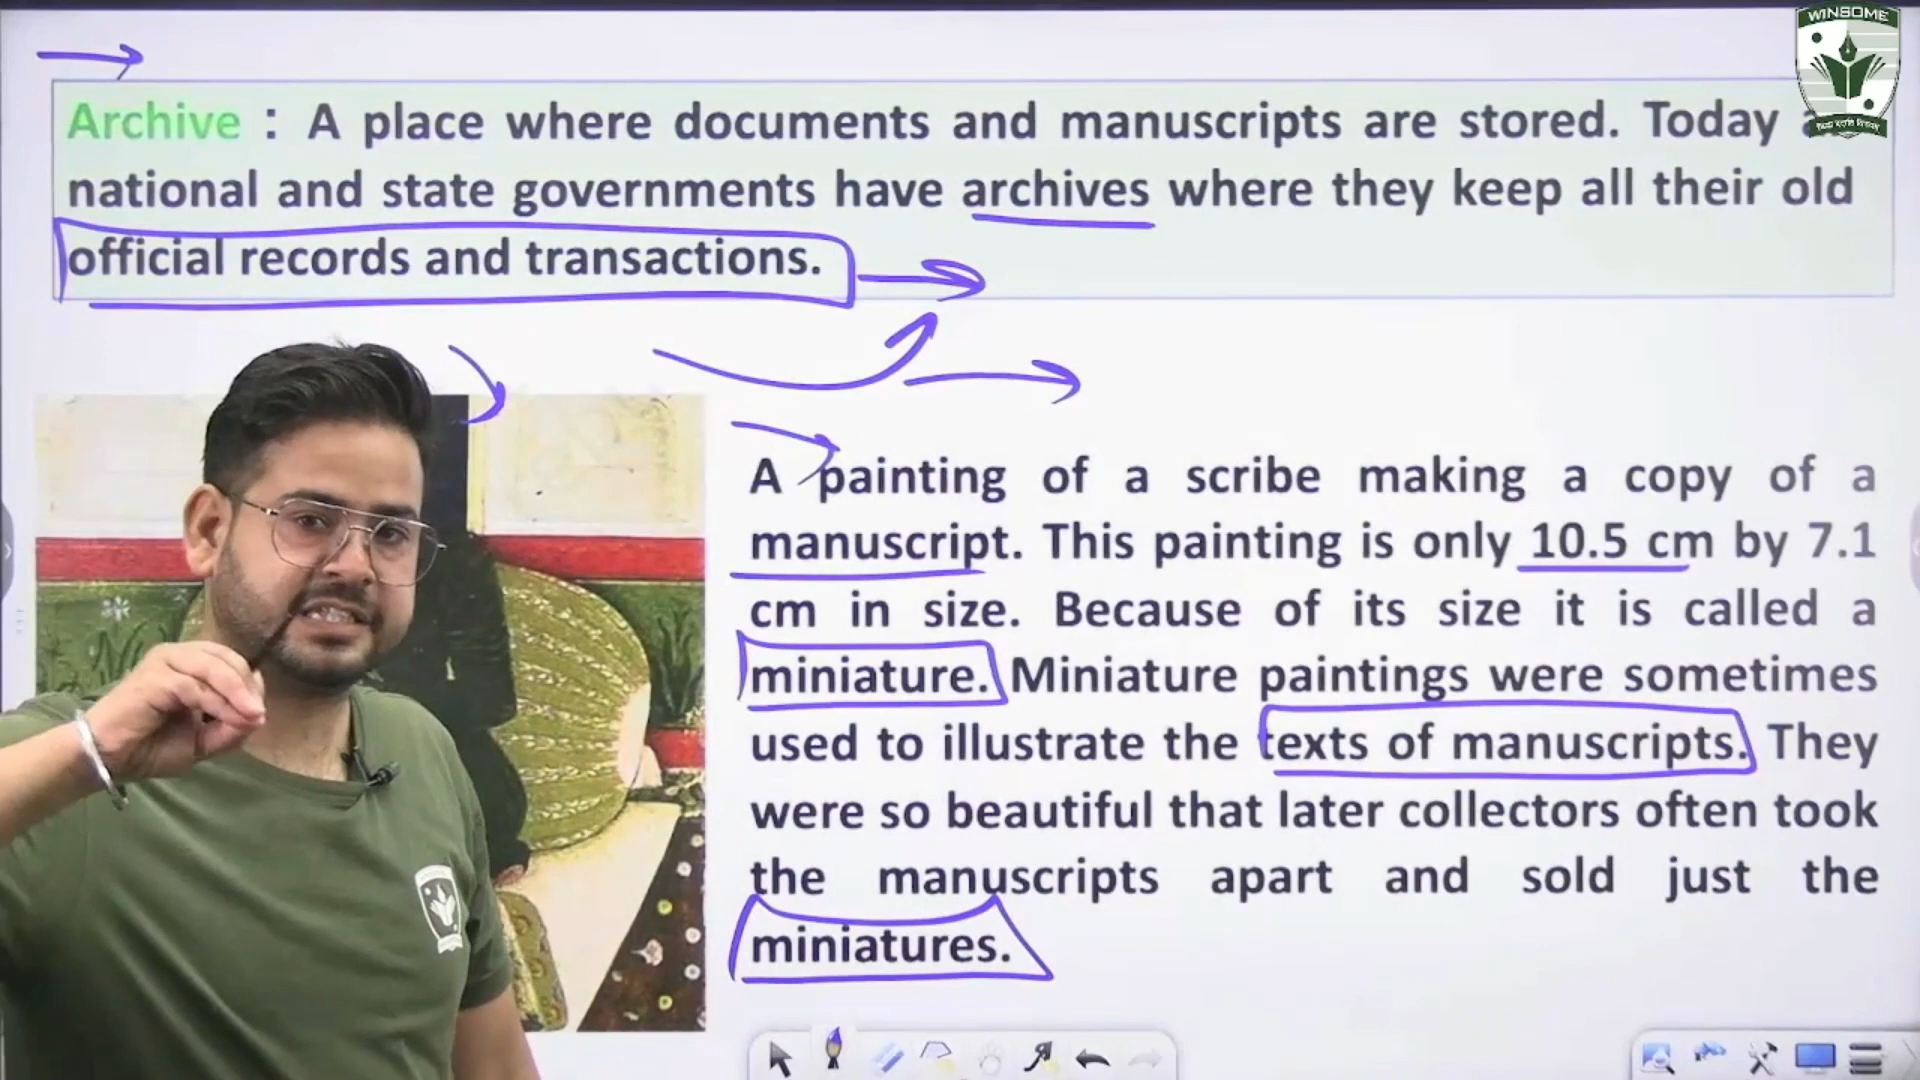 WINSOME
Archive : A place where documents and manuscripts are stored. Today
national and state governments have archives where they keep all their old
official records and transactions.
A painting of a scribe making a copy of a
manuscript. This painting is only 10.5 cm by 7.1
cm in size. Because of its size it is called a
miniature. Miniature paintings were sometimes
used to illustrate the texts of manuscripts. They
were so beautiful that later collectors often took
the manuscripts apart and sold just the
miniatures.